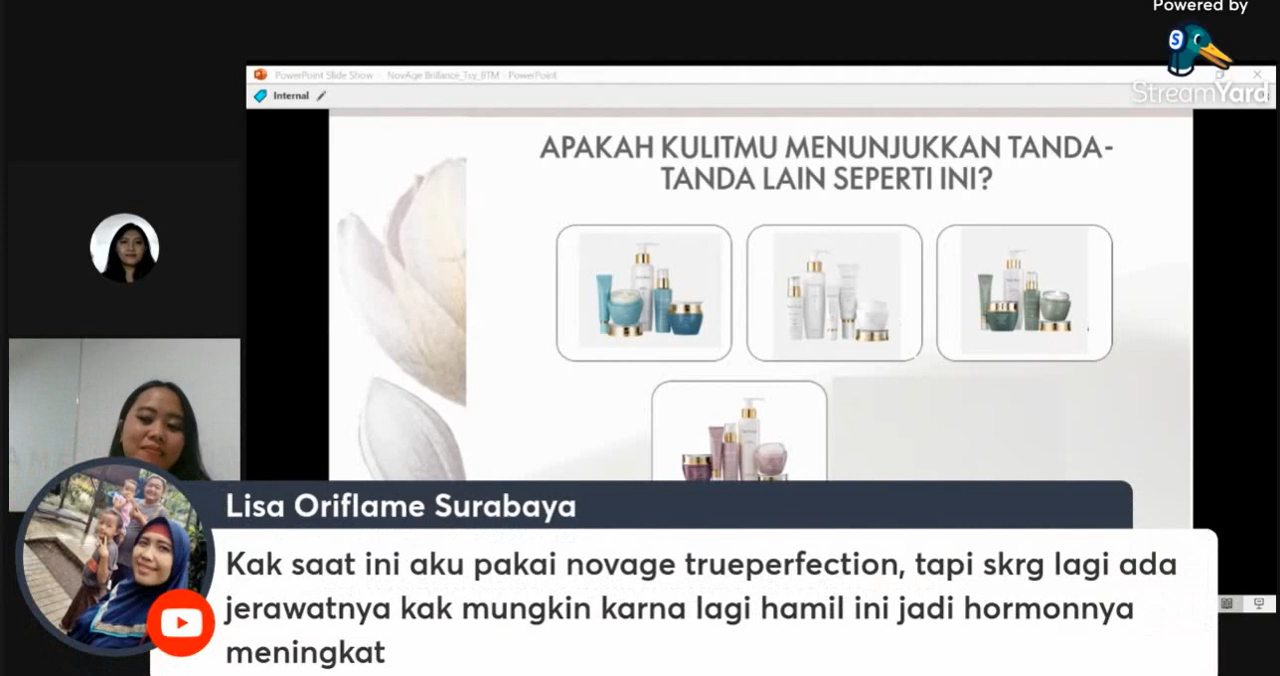 Powered by
S
StreamYard
PowerPoint Slide Show - NovAge Brilliance_Tsy_BTM - PowerPoint
Internal
APAKAH KULITMU MENUNJUKKAN TANDA-
TANDA LAIN SEPERTI INI?
Lisa Oriflame Surabaya
Kak saat ini aku pakai novage trueperfection, tapi skrg lagi ada
jerawatnya kak mungkin karna lagi hamil ini jadi hormonnya
meningkat